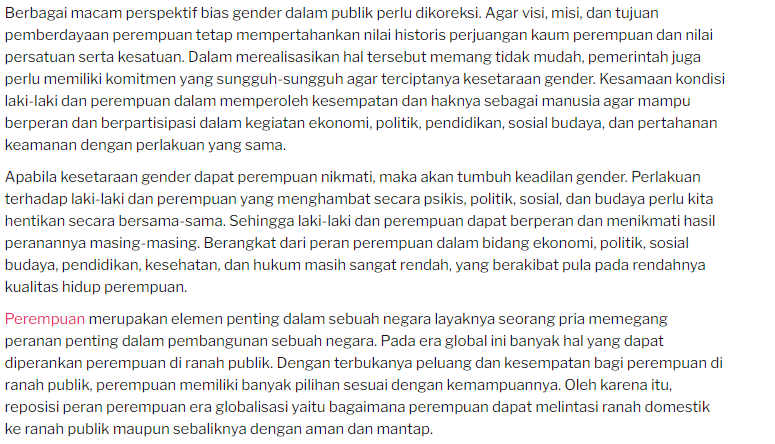 Berbagai macam perspektif bias gender dalam publik perlu dikoreksi. Agar visi, misi, dan tujuan
pemberdayaan perempuan tetap mempertahankan nilai historis perjuangan kaum perempuan dan nilai
persatuan serta kesatuan. Dalam merealisasikan hal tersebut memang tidak mudah, pemerintah juga
perlu memiliki komitmen yang sungguh-sungguh agar terciptanya kesetaraan gender. Kesamaan kondisi
laki-laki dan perempuan dalam memperoleh kesempatan dan haknya sebagai manusia agar mampu
berperan dan berpartisipasi dalam kegiatan ekonomi, politik, pendidikan, sosial budaya, dan pertahanan
keamanan dengan perlakuan yang sama.
Apabila kesetaraan gender dapat perempuan nikmati, maka akan tumbuh keadilan gender. Perlakuan
terhadap laki-laki dan perempuan yang menghambat secara psikis, politik, sosial, dan budaya perlu kita
hentikan secara bersama-sama. Sehingga laki-laki dan perempuan dapat berperan dan menikmati hasil
peranannya masing-masing. Berangkat dari peran perempuan dalam bidang ekonomi, politik, sosial
budaya, pendidikan, kesehatan, dan hukum masih sangat rendah, yang berakibat pula pada rendahnya
kualitas hidup perempuan.
Perempuan merupakan elemen penting dalam sebuah negara layaknya seorang pria memegang
peranan penting dalam pembangunan sebuah negara. Pada era global ini banyak hal yang dapat
diperankan perempuan di ranah publik. Dengan terbukanya peluang dan kesempatan bagi perempuan di
ranah publik, perempuan memiliki banyak pilihan sesuai dengan kemampuannya. Oleh karena itu,
reposisi peran perempuan era globalisasi yaitu bagaimana perempuan dapat melintasi ranah domestik
ke ranah publik maupun sebaliknya dengan aman dan mantap.